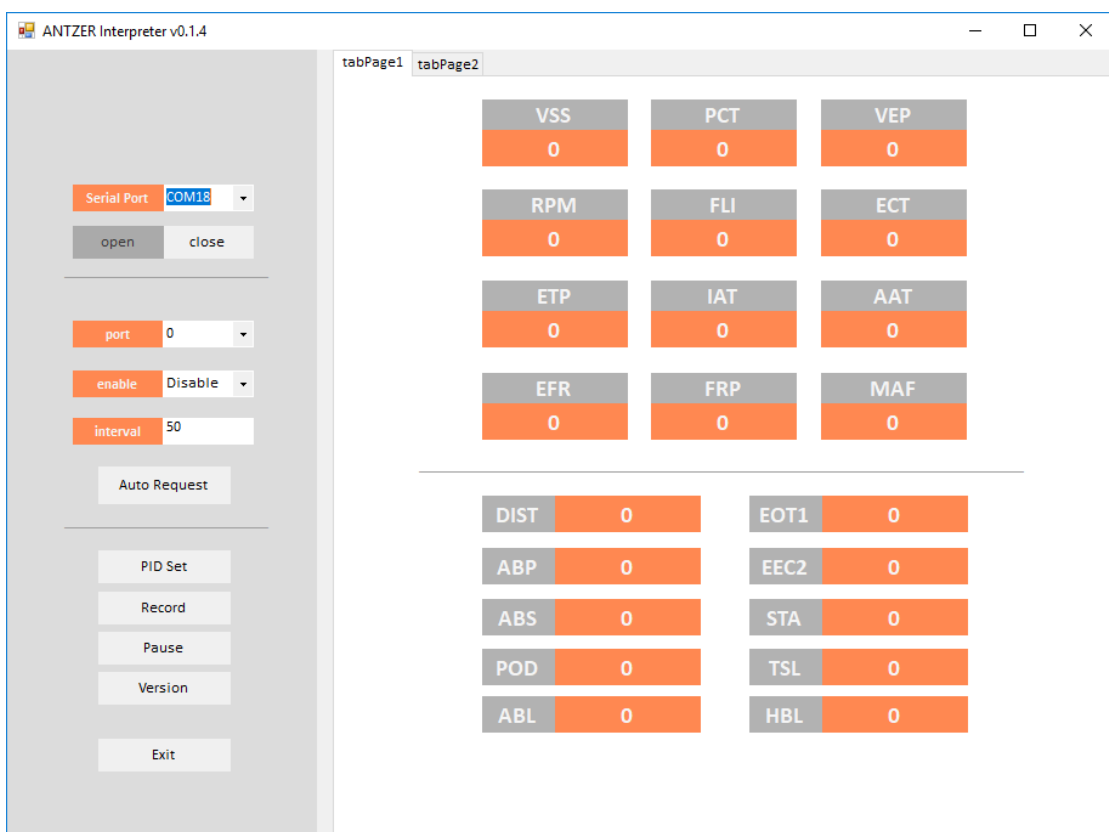 ANTZER Interpreter v0.1.4
tabPage1 tabPage2
Serial Port COM18
open close
port 0
enable Disable
interval 50
Auto Request
PID Set
Record
Pause
Version
Exit
VSS PCT VEP
0 0 0
RPM FLI ECT
0 0 0
ETP IAT AAT
0 0 0
EFR FRP MAF
0 0 0
DIST 0 EOT1 0
ABP 0 EEC2 0
ABS 0 STA 0
POD 0 TSL 0
ABL 0 HBL 0